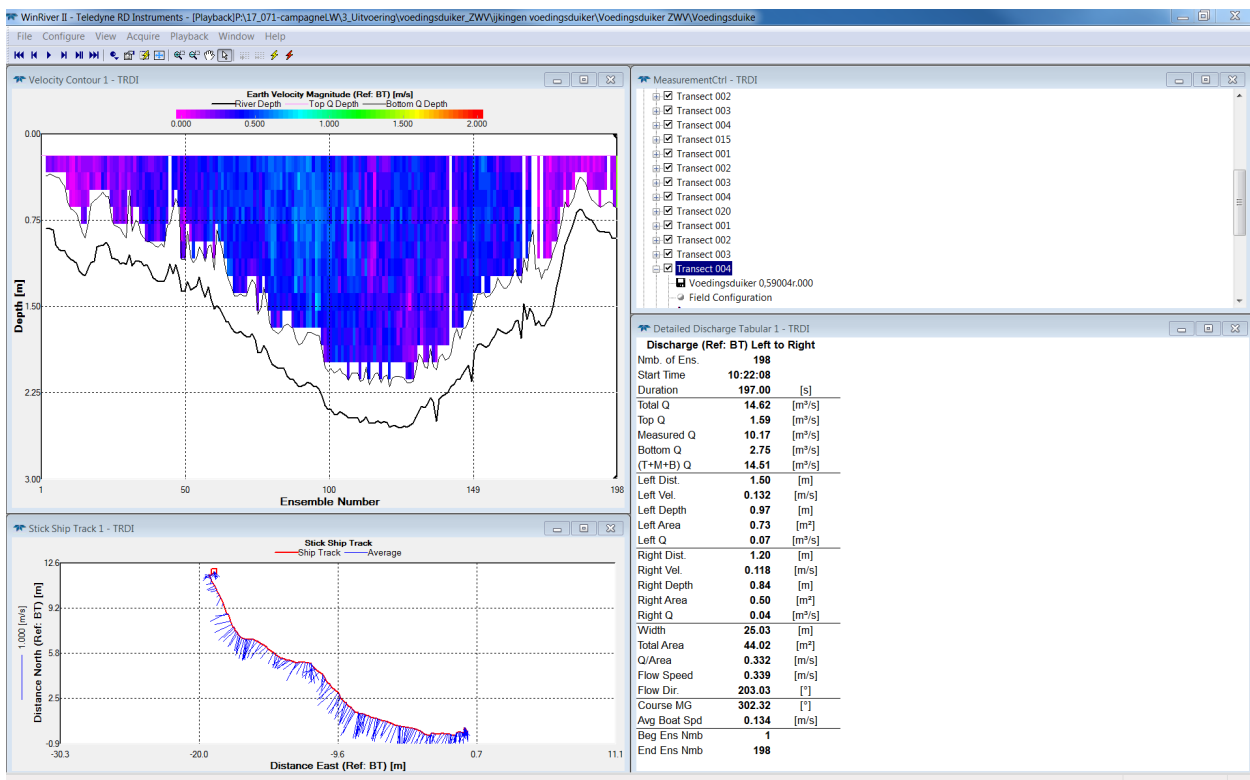 WinRiver II - Teledyne RD Instruments - [Playback]P:\17_071-campagneLW\3_Uitvoering\voedingsduiker_ZWV\ijkingen voedingsduiker\Voedingsduiker ZWV\Voedingsduike
File Configure View Acquire Playback Window Help
Velocity Contour 1 - TRDI
Earth Velocity Magnitude (Ref: BT) [m/s]
River Depth Top Q Depth Bottom Q Depth
0.000 0.500 1.000 1.500 2.000
0.00
0.75
1.50
2.25
3.00
Depth [m]
1 50 100 149 198
Ensemble Number
Stick Ship Track 1 - TRDI
Stick Ship Track
Ship Track Average
12.6
9.2
5.8
2.5
-0.9
1.000 [m/s]
Distance North (Ref: BT) [m]
-30.3 -20.0 -9.6 0.7 11.1
Distance East (Ref: BT) [m]
MeasurementCtrl - TRDI
Transect 002
Transect 003
Transect 004
Transect 015
Transect 001
Transect 002
Transect 003
Transect 004
Transect 020
Transect 001
Transect 002
Transect 003
Transect 004
Voedingsduiker 0,59004r.000
Field Configuration
Detailed Discharge Tabular 1 - TRDI
Discharge (Ref: BT) Left to Right
Nmb. of Ens. 198
Start Time 10:22:08
Duration 197.00 [s]
Total Q 14.62 [m³/s]
Top Q 1.59 [m³/s]
Measured Q 10.17 [m³/s]
Bottom Q 2.75 [m³/s]
(T+M+B) Q 14.51 [m³/s]
Left Dist. 1.50 [m]
Left Vel. 0.132 [m/s]
Left Depth 0.97 [m]
Left Area 0.73 [m²]
Left Q 0.07 [m³/s]
Right Dist. 1.20 [m]
Right Vel. 0.118 [m/s]
Right Depth 0.84 [m]
Right Area 0.50 [m²]
Right Q 0.04 [m³/s]
Width 25.03 [m]
Total Area 44.02 [m²]
Q/Area 0.332 [m/s]
Flow Speed 0.339 [m/s]
Flow Dir. 203.03 [°]
Course MG 302.32 [°]
Avg Boat Spd 0.134 [m/s]
Beg Ens Nmb 1
End Ens Nmb 198